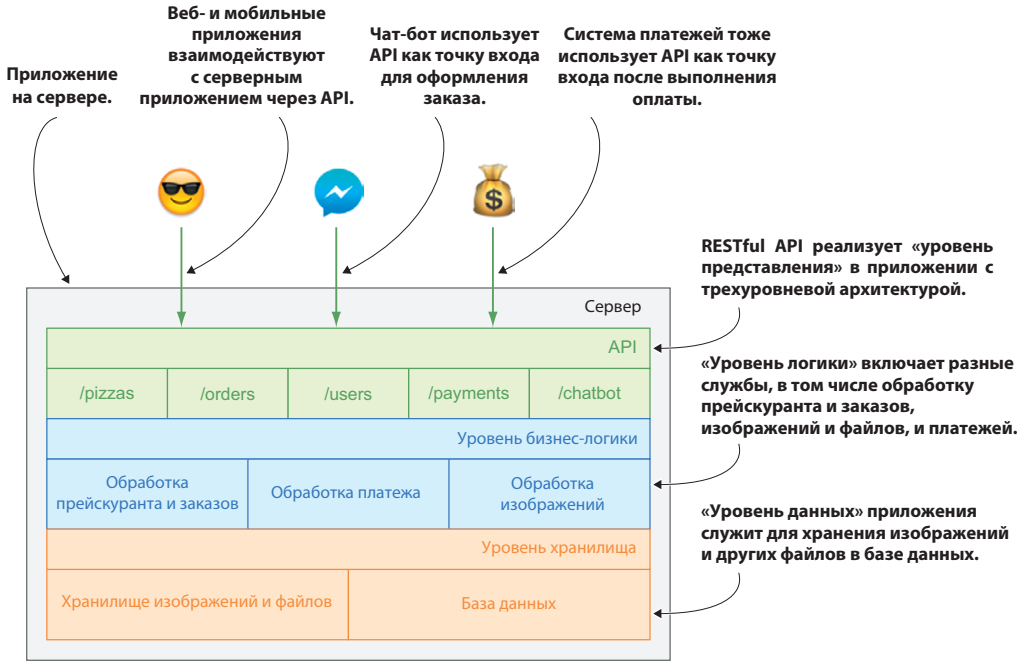 Приложение
на сервере.
Веб- и мобильные
приложения
взаимодействуют
с серверным
приложением через API.
Чат-бот использует
API как точку входа
для оформления
заказа.
Система платежей тоже
использует API как точку
входа после выполнения
оплаты.
RESTful API реализует «уровень
представления» в приложении с
трехуровневой архитектурой.
Сервер
API
/pizzas
/orders
/users
/payments
/chatbot
«Уровень логики» включает разные
службы, в том числе обработку
прейскуранта и заказов,
изображений и файлов, и платежей.
Уровень бизнес-логики
Обработка
прейскуранта и заказов
Обработка платежа
Обработка
изображений
«Уровень данных» приложения
служит для хранения изображений
и других файлов в базе данных.
Уровень хранилища
Хранилище изображений и файлов
База данных